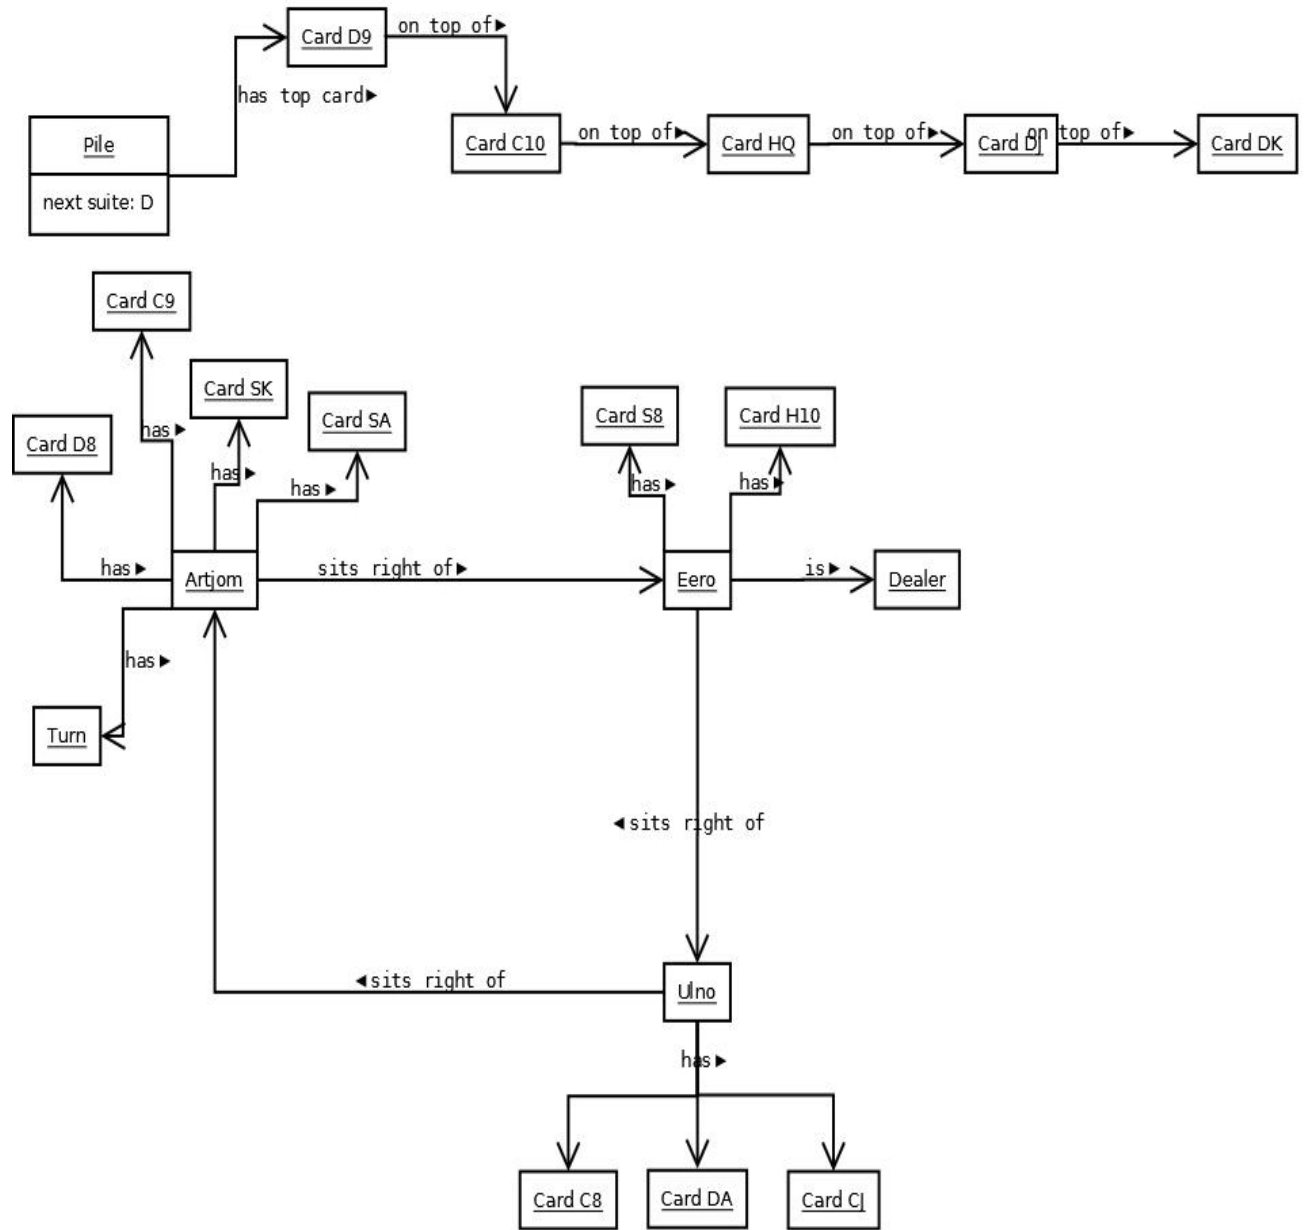 Card D9
on top of▶
has top card▶
Pile
next suite: D
Card C10
on top of▶
Card HQ
on top of▶
Card DJ
on top of▶
Card DK
Card C9
Card SK
Card SA
Card D8
has▶
has▶
has▶
has▶
Card S8
Card H10
has▶
has▶
Artjom
sits right of▶
Eero
is▶
Dealer
has▶
Turn
◀sits right of
◀sits right of
Ulno
has▶
Card C8
Card DA
Card CJ